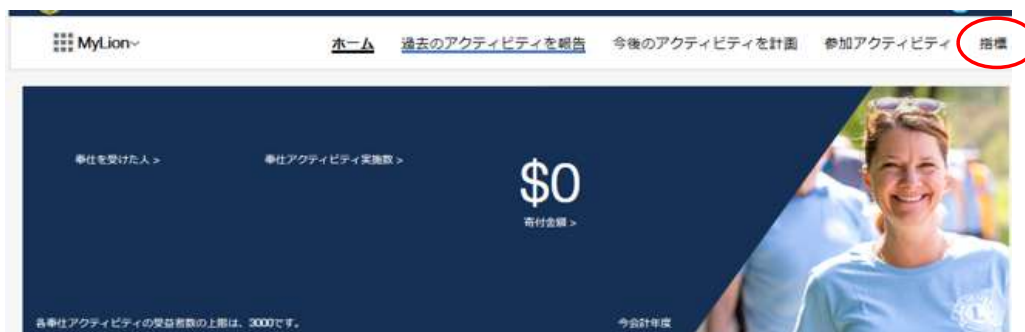 MyLion
ホーム 過去のアクティビティを報告 今後のアクティビティを計画 参加アクティビティ 指標
奉仕を受けた人 >
奉仕アクティビティ実施数 >
$0
寄付金額 >
各奉仕アクティビティの受益者数の上限は、3000です。
今会計年度